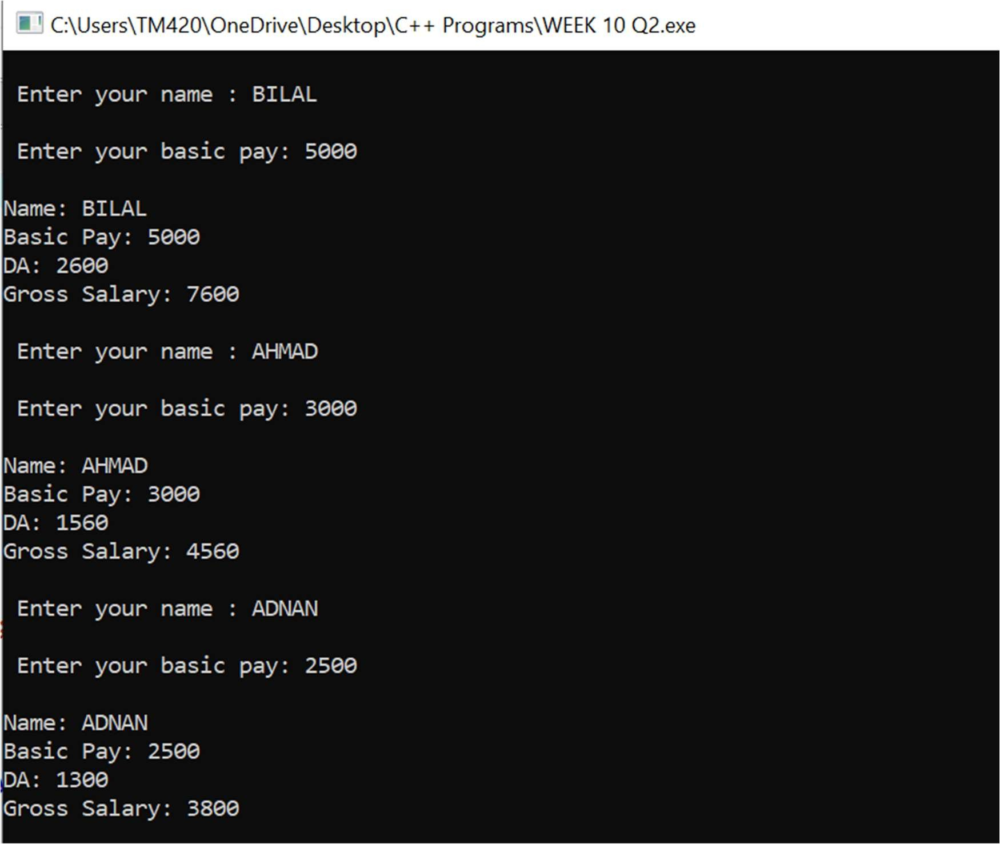 C:\Users\TM420\OneDrive\Desktop\C++ Programs\WEEK 10 Q2.exe
Enter your name : BILAL
Enter your basic pay: 5000
Name: BILAL
Basic Pay: 5000
DA: 2600
Gross Salary: 7600
Enter your name : AHMAD
Enter your basic pay: 3000
Name: AHMAD
Basic Pay: 3000
DA: 1560
Gross Salary: 4560
Enter your name : ADNAN
Enter your basic pay: 2500
Name: ADNAN
Basic Pay: 2500
DA: 1300
Gross Salary: 3800